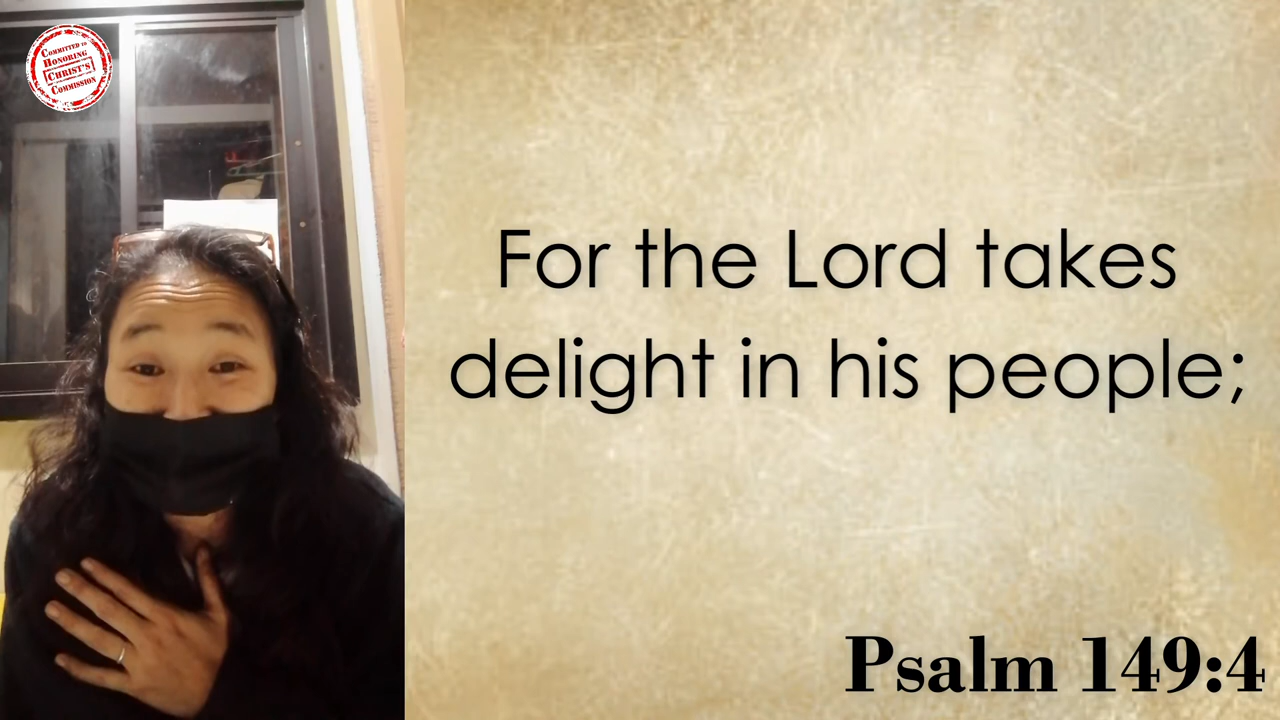 COMMITTED TO
HONORING
CHRIST'S
COMMISSION
For the Lord takes
delight in his people;
Psalm 149:4